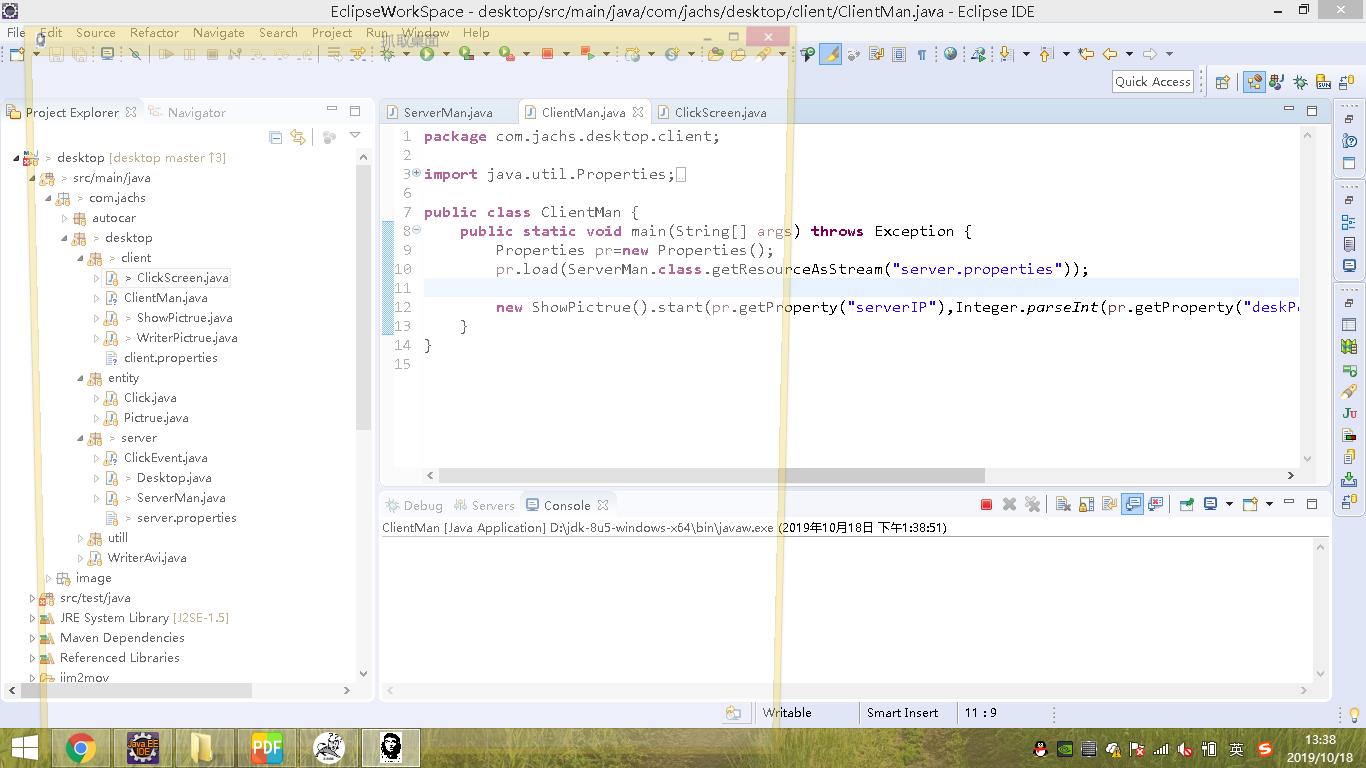 EclipseWorkSpace - desktop/src/main/java/com/jachs/desktop/client/ClientMan.java - Eclipse IDE
File Edit Source Refactor Navigate Search Project Run Window Help
抓取桌面
Quick Access
Project Explorer Navigator
ServerMan.java ClientMan.java ClickScreen.java
> desktop [desktop master ↑3]
> src/main/java
> com.jachs
autocar
> desktop
> client
> ClickScreen.java
ClientMan.java
> ShowPictrue.java
> WriterPictrue.java
client.properties
entity
Click.java
Pictrue.java
> server
ClickEvent.java
> Desktop.java
> ServerMan.java
> server.properties
utill
WriterAvi.java
image
src/test/java
JRE System Library [J2SE-1.5]
Maven Dependencies
Referenced Libraries
jim2mov
1 package com.jachs.desktop.client;
2
3 import java.util.Properties;
6
7 public class ClientMan {
8 public static void main(String[] args) throws Exception {
9 Properties pr=new Properties();
10 pr.load(ServerMan.class.getResourceAsStream("server.properties"));
11
12 new ShowPictrue().start(pr.getProperty("serverIP"),Integer.parseInt(pr.getProperty("deskP
13 }
14 }
15
Debug Servers Console
ClientMan [Java Application] D:\jdk-8u5-windows-x64\bin\javaw.exe (2019年10月18日 下午1:38:51)
Writable Smart Insert 11 : 9
Java EE
IDE
PDF
Ju
英
13:38
2019/10/18